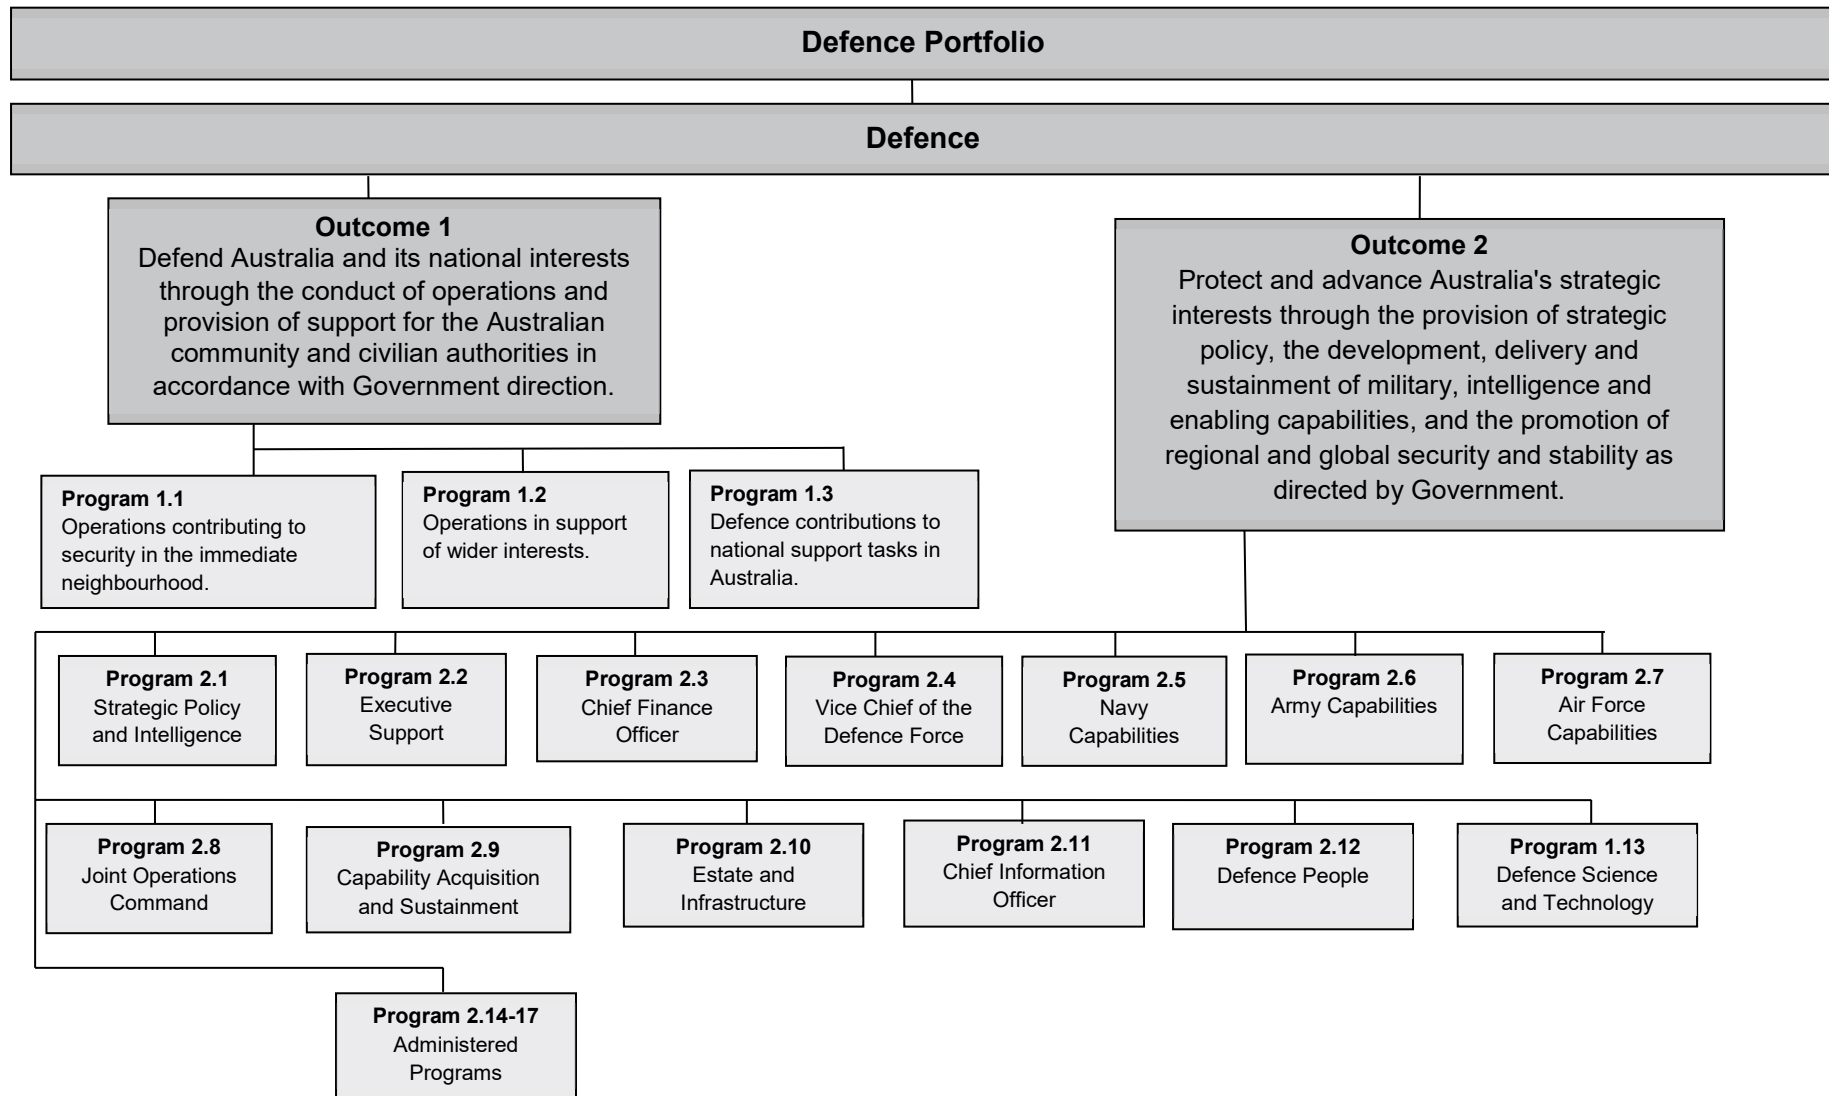 Defence Portfolio
Defence
Outcome 1
Defend Australia and its national interests
through the conduct of operations and
provision of support for the Australian
community and civilian authorities in
accordance with Government direction.
Outcome 2
Protect and advance Australia's strategic
interests through the provision of strategic
policy, the development, delivery and
sustainment of military, intelligence and
enabling capabilities, and the promotion of
regional and global security and stability as
directed by Government.
Program 1.1
Operations contributing to
security in the immediate
neighbourhood.
Program 1.2
Operations in support
of wider interests.
Program 1.3
Defence contributions to
national support tasks in
Australia.
Program 2.1
Strategic Policy
and Intelligence
Program 2.2
Executive
Support
Program 2.3
Chief Finance
Officer
Program 2.4
Vice Chief of the
Defence Force
Program 2.5
Navy
Capabilities
Program 2.6
Army Capabilities
Program 2.7
Air Force
Capabilities
Program 2.8
Joint Operations
Command
Program 2.9
Capability Acquisition
and Sustainment
Program 2.10
Estate and
Infrastructure
Program 2.11
Chief Information
Officer
Program 2.12
Defence People
Program 1.13
Defence Science
and Technology
Program 2.14-17
Administered
Programs